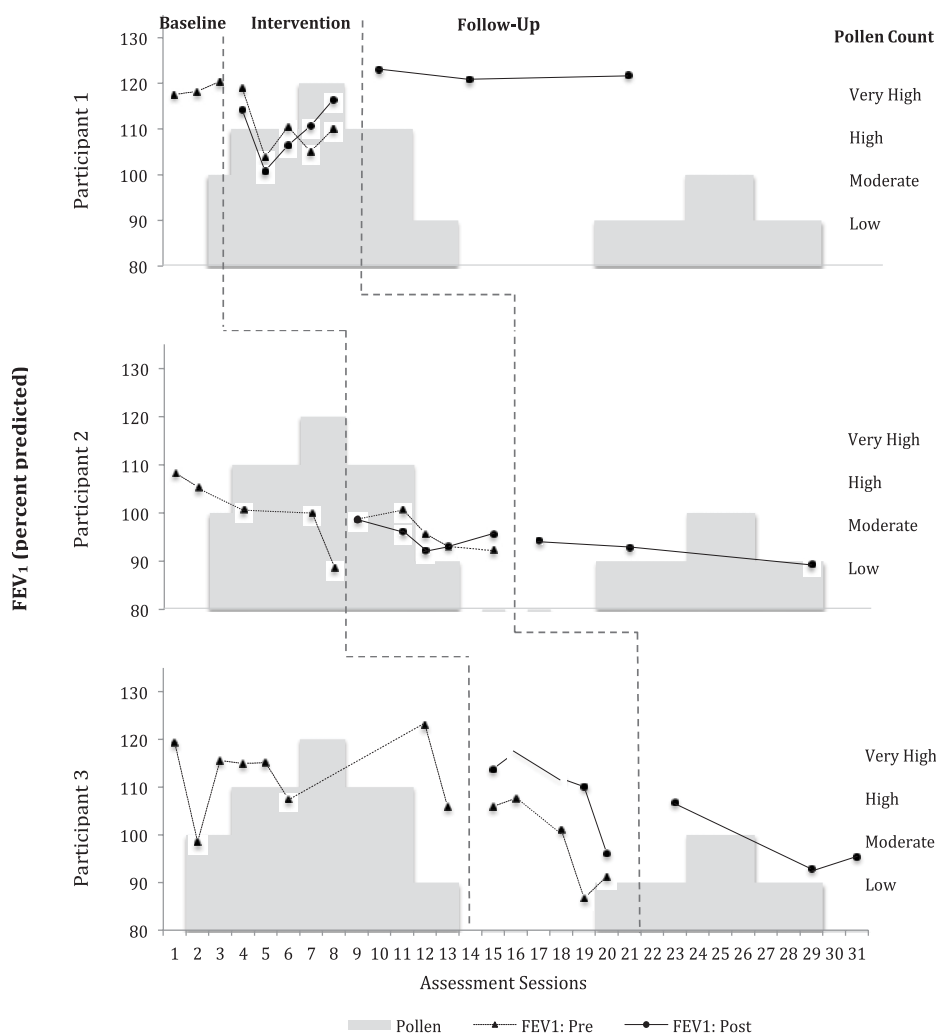 Baseline Intervention Follow-Up
Pollen Count
130
120
110
100
90
80
Participant 1
Very High
High
Moderate
Low
FEV1 (percent predicted)
130
120
110
100
90
80
Participant 2
Very High
High
Moderate
Low
130
120
110
100
90
80
Participant 3
Very High
High
Moderate
Low
1 2 3 4 5 6 7 8 9 10 11 12 13 14 15 16 17 18 19 20 21 22 23 24 25 26 27 28 29 30 31
Assessment Sessions
Pollen FEV1: Pre FEV1: Post